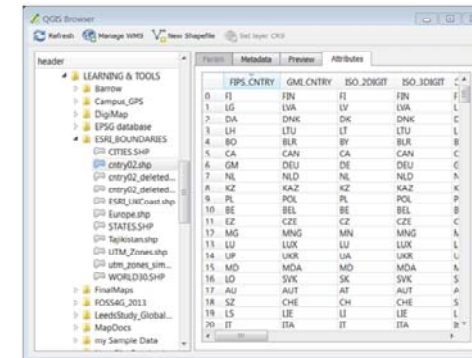 QGIS Browser
Refresh Manage WMS New Shapefile Set layer CRS
header
LEARNING & TOOLS
Barrow
Campus_GPS
DigiMap
EPSG database
ESRI_BOUNDARIES
CITIES.SHP
cntry02.shp
cntry02_deleted...
cntry02_deleted...
ESRI_UKCoast.shp
Europe.shp
STATES.SHP
Tajikistan.shp
UTM_Zones.shp
utm_zones_sim...
WORLD30.SHP
FinalMaps
FOSS4G_2013
LeedsStudy_Global...
MapDocs
my Sample Data
Param Metadata Preview Attributes
FIPS_CNTRY GMI_CNTRY ISO_2DIGIT ISO_3DIGIT
0 FI FIN FI FIN
1 LG LVA LV LVA
2 DA DNK DK DNK
3 LH LTU LT LTU
4 BO BLR BY BLR
5 CA CAN CA CAN
6 GM DEU DE DEU
7 NL NLD NL NLD
8 KZ KAZ KZ KAZ
9 PL POL PL POL
10 BE BEL BE BEL
11 EZ CZE CZ CZE
12 MG MNG MN MNG
13 LU LUX LU LUX
14 UP UKR UA UKR
15 MD MDA MD MDA
16 LO SVK SK SVK
17 AU AUT AT AUT
18 SZ CHE CH CHE
19 LS LIE LI LIE
20 IT ITA IT ITA